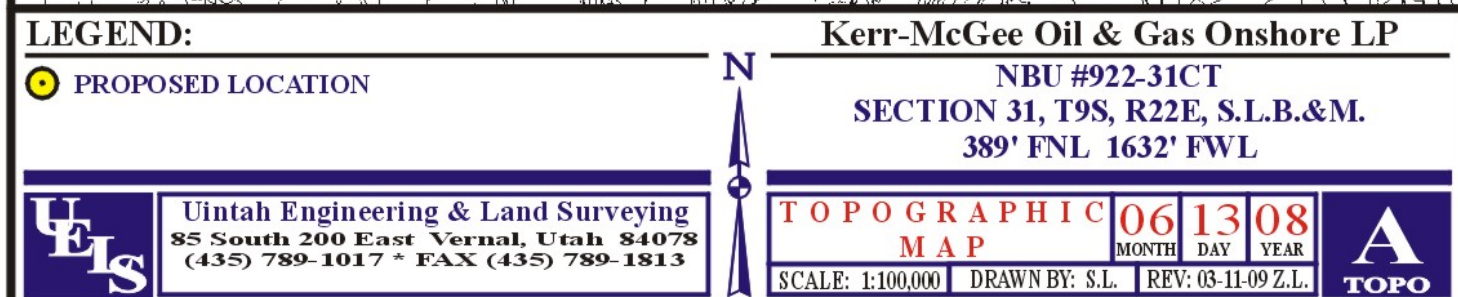 LEGEND:
PROPOSED LOCATION
N
Kerr-McGee Oil & Gas Onshore LP
NBU #922-31CT
SECTION 31, T9S, R22E, S.L.B.&M.
389' FNL 1632' FWL
UELS
Uintah Engineering & Land Surveying
85 South 200 East Vernal, Utah 84078
(435) 789-1017 * FAX (435) 789-1813
TOPOGRAPHIC
MAP
06 13 08
MONTH DAY YEAR
SCALE: 1:100,000 DRAWN BY: S.L. REV: 03-11-09 Z.L.
A
TOPO